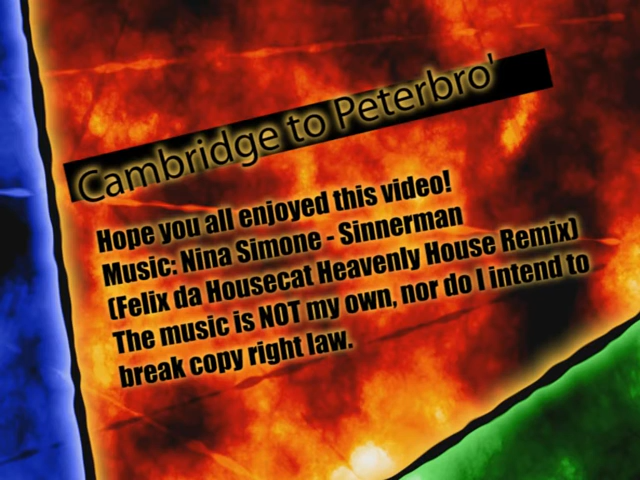 Cambridge to Peterbro'
Hope you all enjoyed this video!
Music: Nina Simone - Sinnerman
(Felix da Housecat Heavenly House Remix)
The music is NOT my own, nor do I intend to
break copy right law.